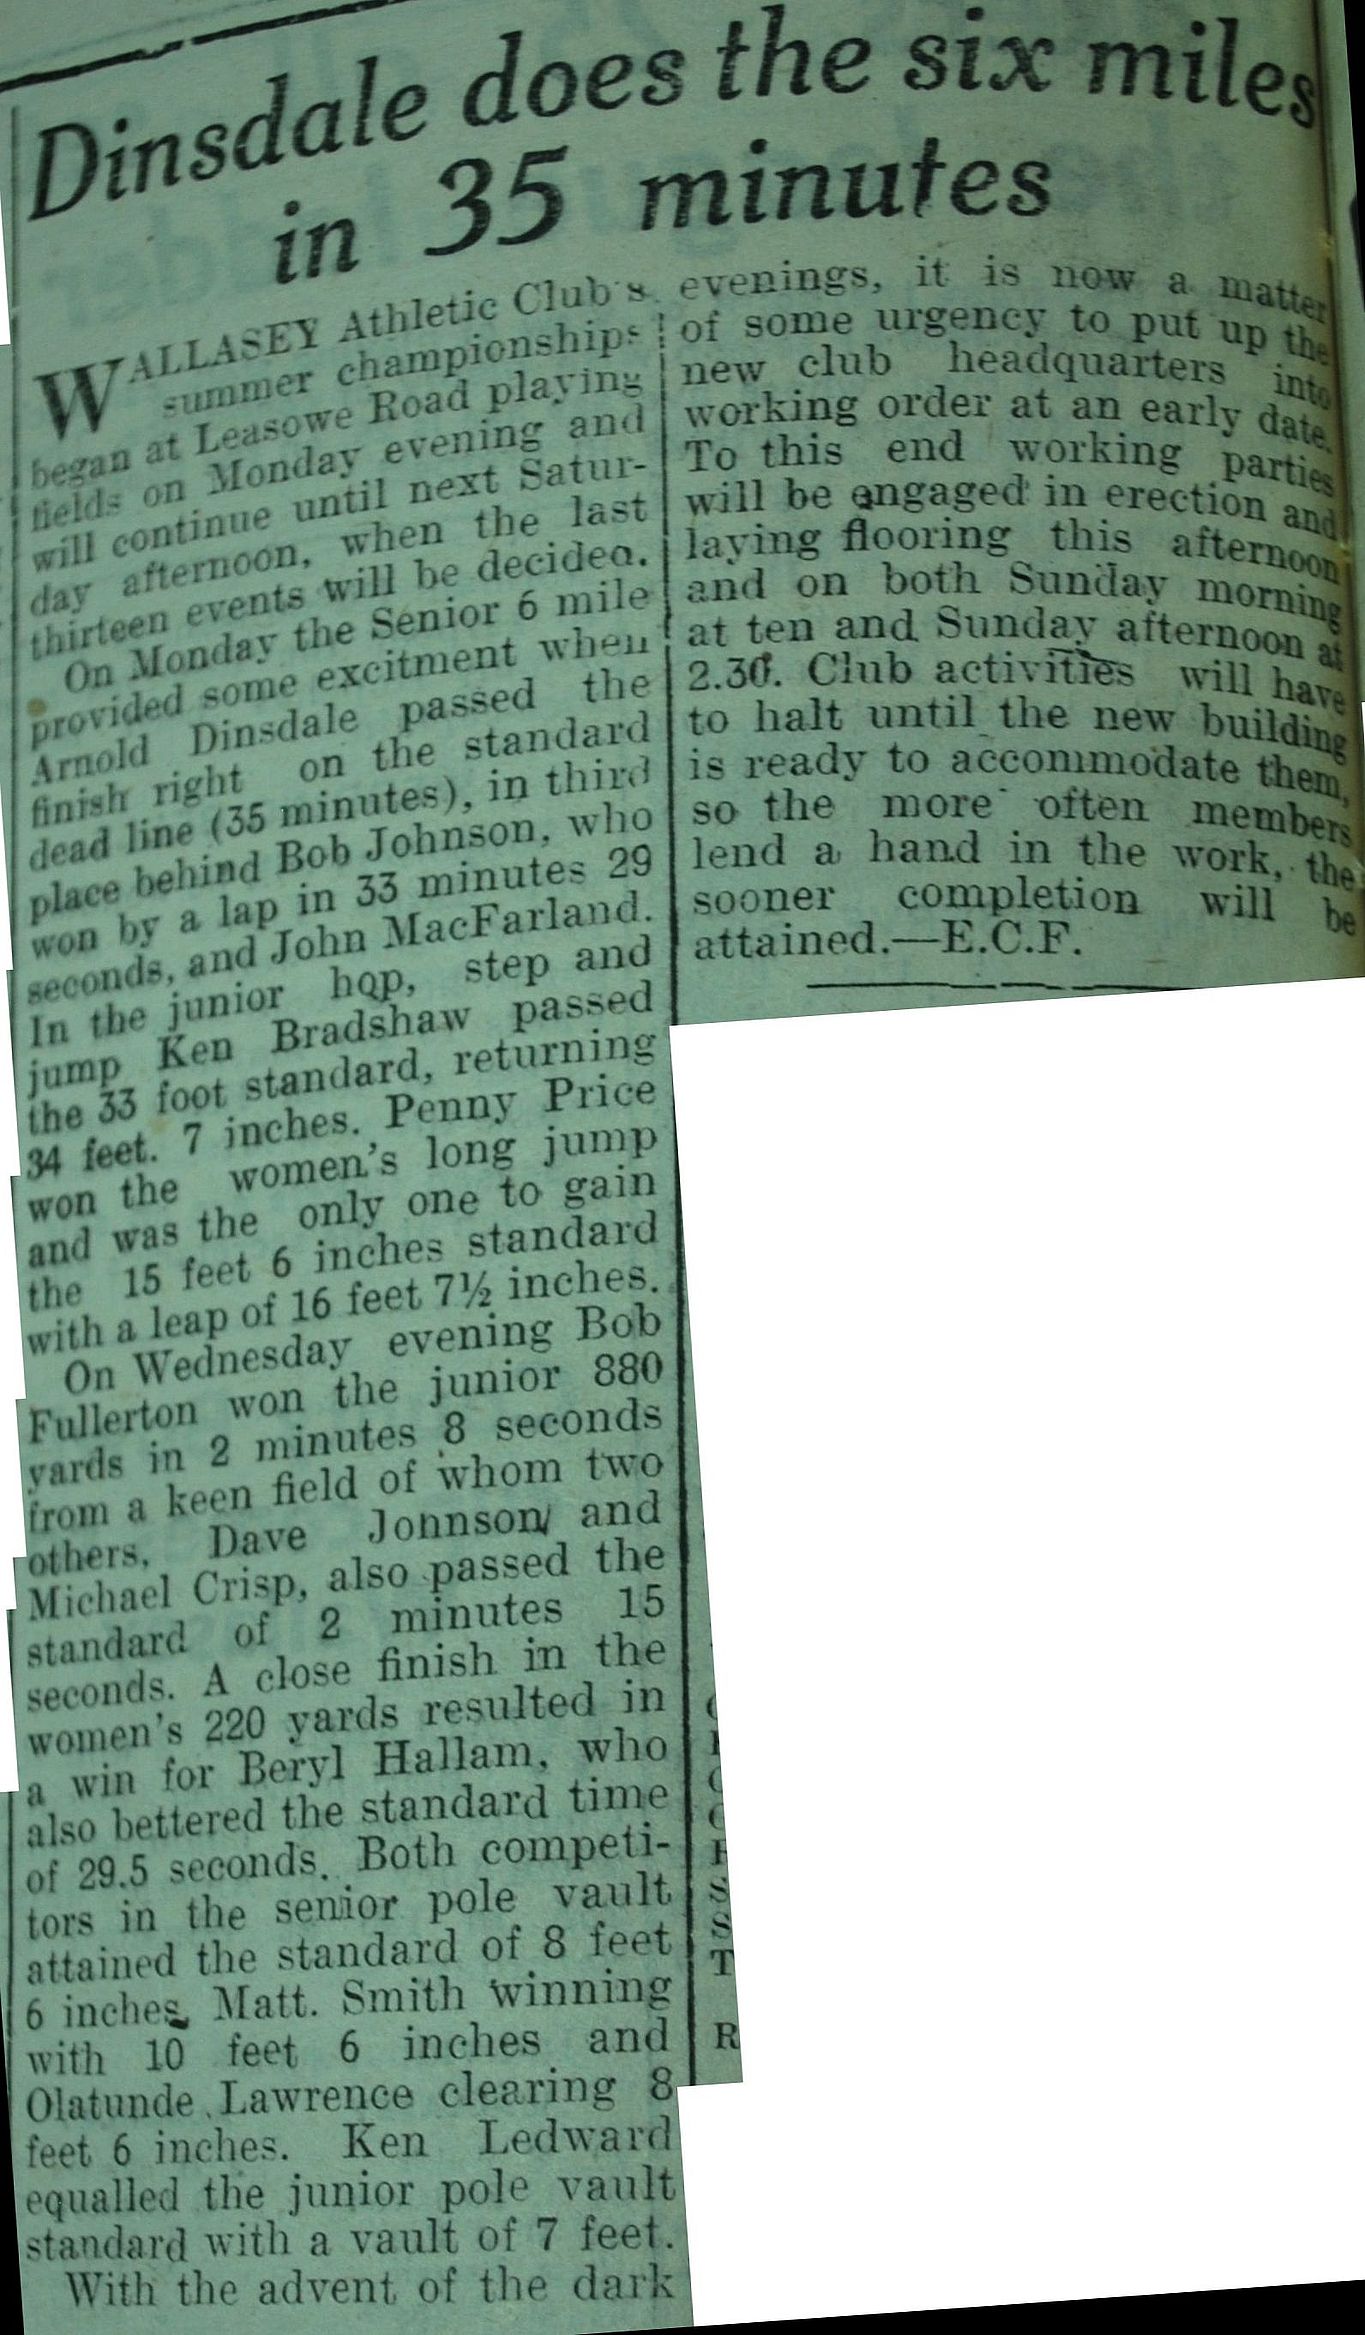 Dinsdale does the six miles
in 35 minutes
WALLASEY Athletic Club's
summer championships
began at Leasowe Road playing
fields on Monday evening and
will continue until next Satur-
day afternoon, when the last
thirteen events will be decided.
On Monday the Senior 6 mile
provided some excitment when
Arnold Dinsdale passed the
finish right on the standard
dead line (35 minutes), in third
place behind Bob Johnson, who
won by a lap in 33 minutes 29
seconds, and John MacFarland.
In the junior hop, step and
jump Ken Bradshaw passed
the 33 foot standard, returning
34 feet. 7 inches. Penny Price
won the women's long jump
and was the only one to gain
the 15 feet 6 inches standard
with a leap of 16 feet 7½ inches.
On Wednesday evening Bob
Fullerton won the junior 880
yards in 2 minutes 8 seconds
from a keen field of whom two
others, Dave Johnson and
Michael Crisp, also passed the
standard of 2 minutes 15
seconds. A close finish in the
women's 220 yards resulted in
a win for Beryl Hallam, who
also bettered the standard time
of 29.5 seconds. Both competi-
tors in the senior pole vault
attained the standard of 8 feet
6 inches, Matt. Smith winning
with 10 feet 6 inches and
Olatunde Lawrence clearing 8
feet 6 inches. Ken Ledward
equalled the junior pole vault
standard with a vault of 7 feet.
With the advent of the dark
evenings, it is now a matter
of some urgency to put up the
new club headquarters into
working order at an early date.
To this end working parties
will be engaged in erection and
laying flooring this afternoon
and on both Sunday morning
at ten and Sunday afternoon at
2.30. Club activities will have
to halt until the new building
is ready to accommodate them,
so the more often members
lend a hand in the work, the
sooner completion will be
attained.—E.C.F.